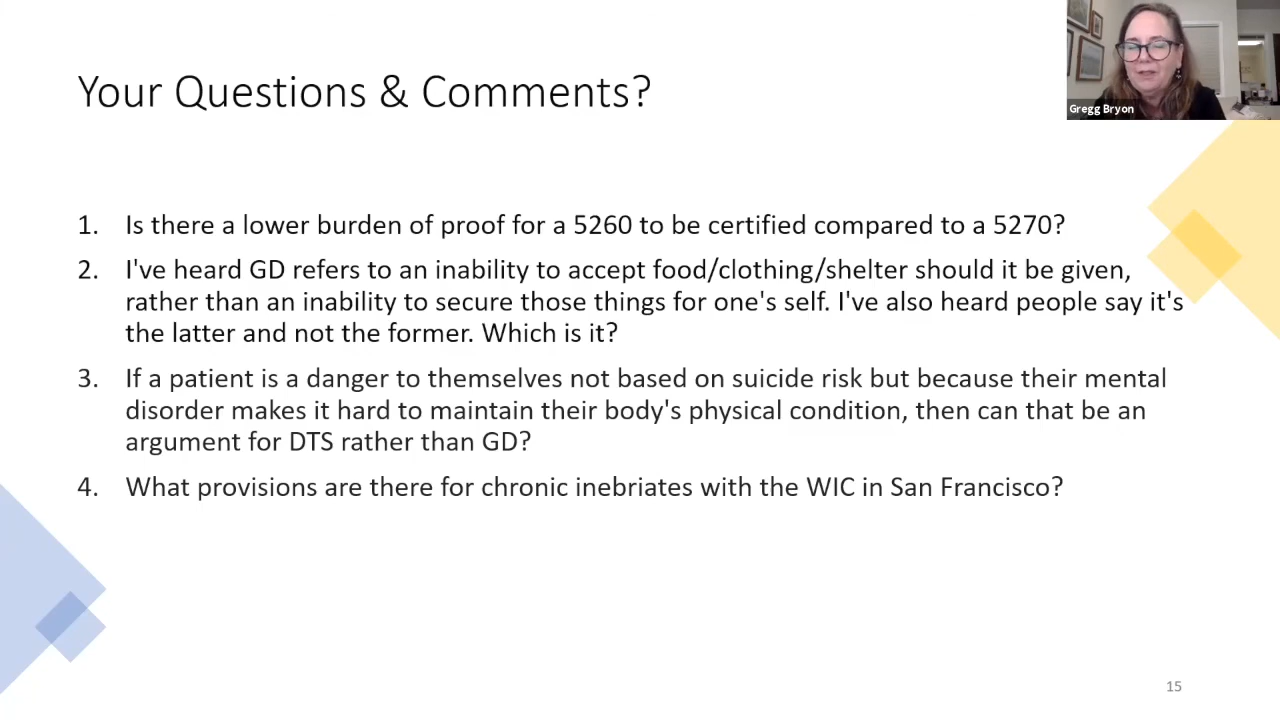 Your Questions & Comments?
Gregg Bryon
1. Is there a lower burden of proof for a 5260 to be certified compared to a 5270?
2. I've heard GD refers to an inability to accept food/clothing/shelter should it be given,
rather than an inability to secure those things for one's self. I've also heard people say it's
the latter and not the former. Which is it?
3. If a patient is a danger to themselves not based on suicide risk but because their mental
disorder makes it hard to maintain their body's physical condition, then can that be an
argument for DTS rather than GD?
4. What provisions are there for chronic inebriates with the WIC in San Francisco?
15